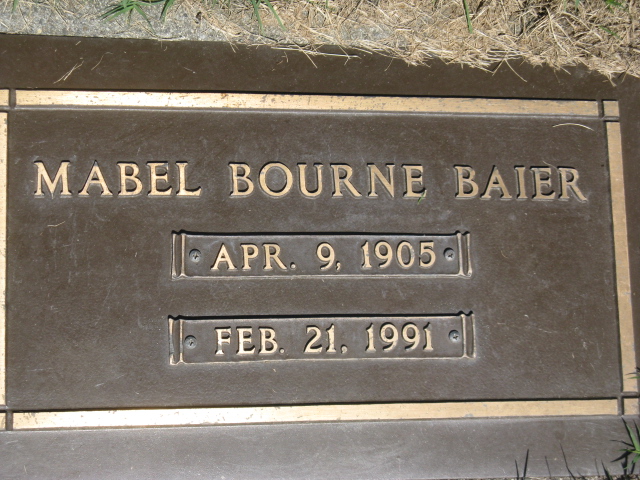 MABEL BOURNE BAIER
APR. 9, 1905
FEB. 21, 1991